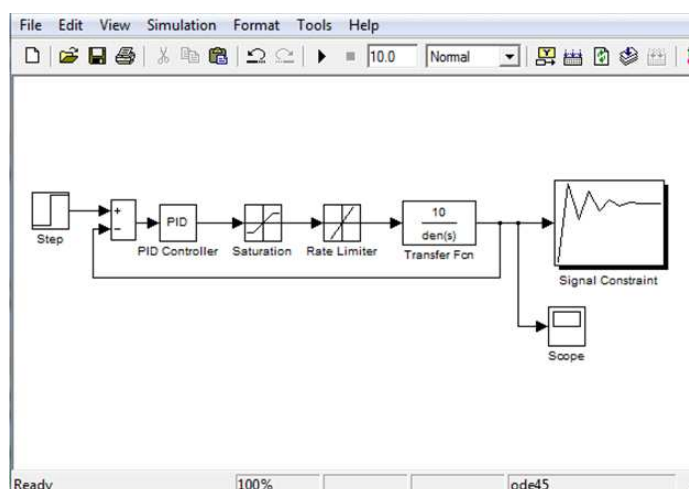 File Edit View Simulation Format Tools Help
10.0 Normal
+
10
PID
−
den(s)
Step PID Controller Saturation Rate Limiter Transfer Fcn
Signal Constraint
Scope
Ready 100% ode45